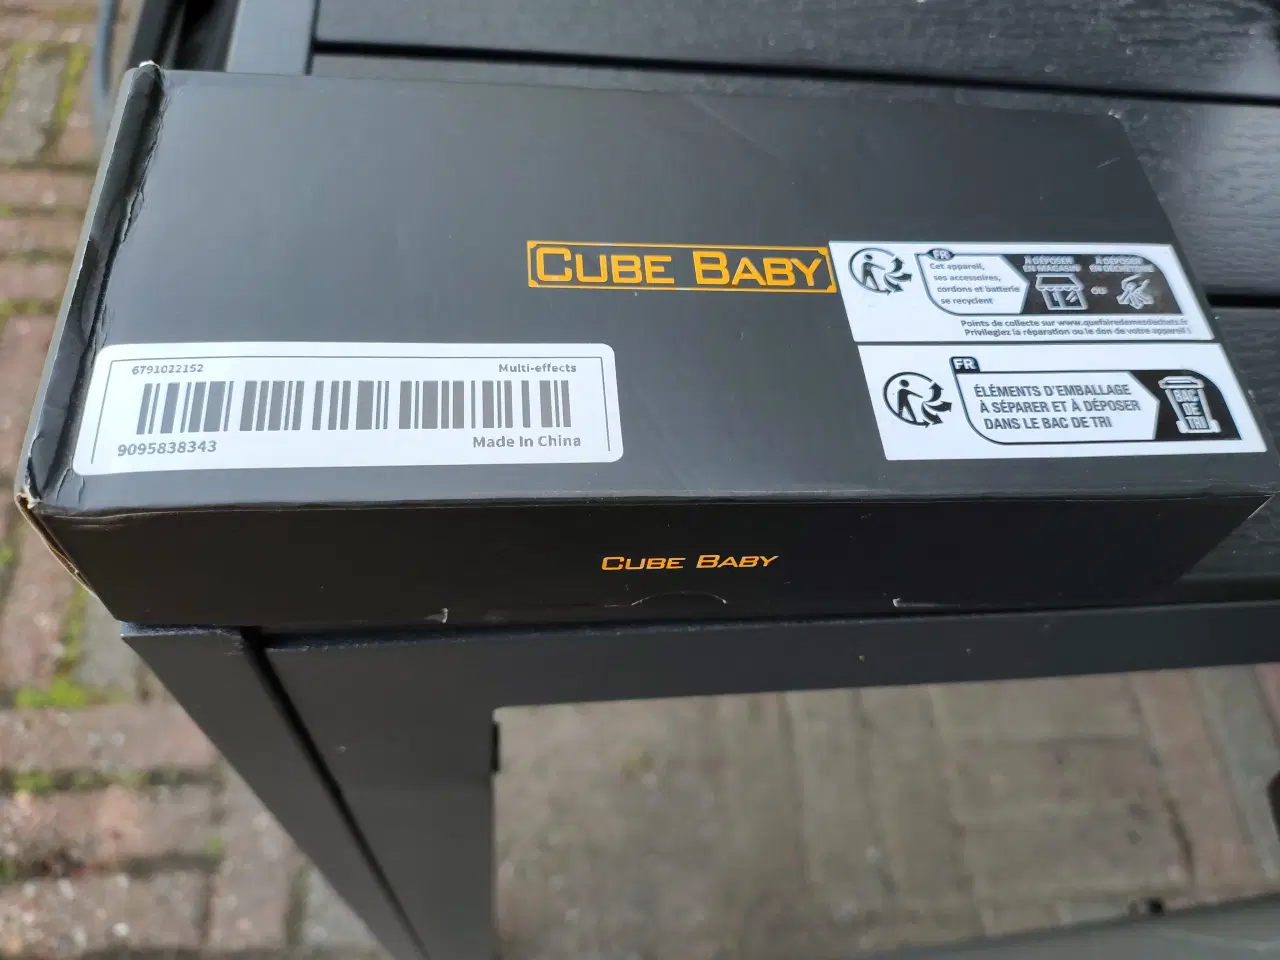 CUBE BABY
FR
Cet appareil,
ses accessoires,
cordons et batterie
se recyclent
À DÉPOSER
EN MAGASIN
OU
À DÉPOSER
EN DÉCHÈTERIE
Points de collecte sur www.quefairedemesdechets.fr
Privilégiez la réparation ou le don de votre appareil !
6791022152
Multi-effects
9095838343
Made In China
FR
ÉLÉMENTS D'EMBALLAGE
À SÉPARER ET À DÉPOSER
DANS LE BAC DE TRI
BAC
DE
TRI
CUBE BABY